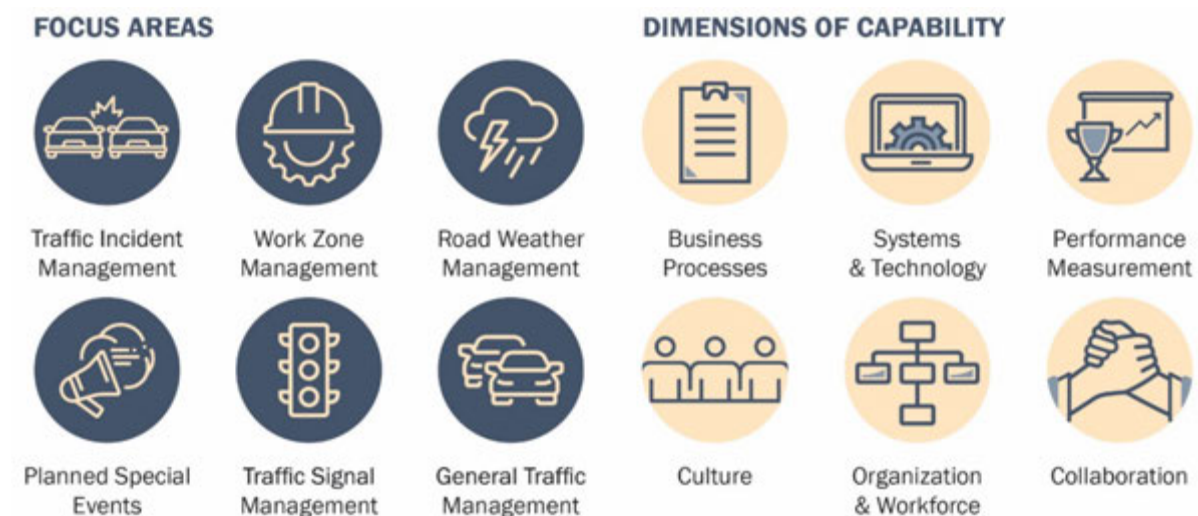 FOCUS AREAS
Traffic Incident
Management
Work Zone
Management
Road Weather
Management
Planned Special
Events
Traffic Signal
Management
General Traffic
Management
DIMENSIONS OF CAPABILITY
Business
Processes
Systems
& Technology
Performance
Measurement
Culture
Organization
& Workforce
Collaboration